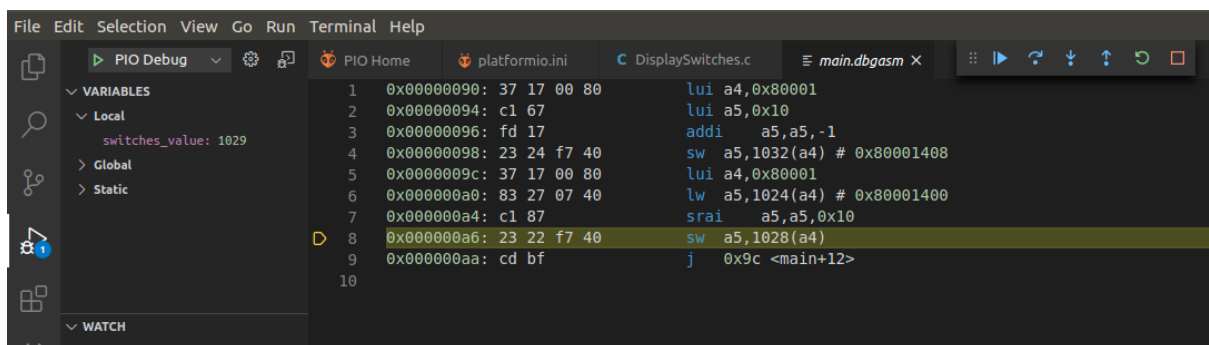 File Edit Selection View Go Run Terminal Help
PIO Debug
PIO Home platformio.ini C DisplaySwitches.c main.dbgasm
VARIABLES
Local
switches_value: 1029
Global
Static
WATCH
1 0x00000090: 37 17 00 80 lui a4,0x80001
2 0x00000094: c1 67 lui a5,0x10
3 0x00000096: fd 17 addi a5,a5,-1
4 0x00000098: 23 24 f7 40 sw a5,1032(a4) # 0x80001408
5 0x0000009c: 37 17 00 80 lui a4,0x80001
6 0x000000a0: 83 27 07 40 lw a5,1024(a4) # 0x80001400
7 0x000000a4: c1 87 srai a5,a5,0x10
8 0x000000a6: 23 22 f7 40 sw a5,1028(a4)
9 0x000000aa: cd bf j 0x9c <main+12>
10
1